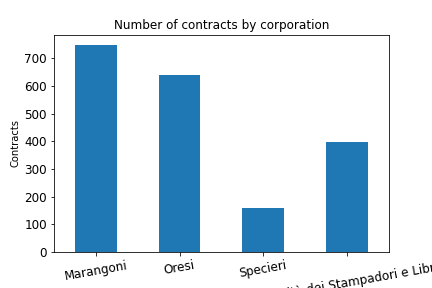 Number of contracts by corporation
Contracts
700
600
500
400
300
200
100
0
Marangoni
Oresi
Specieri
dei Stampadori e